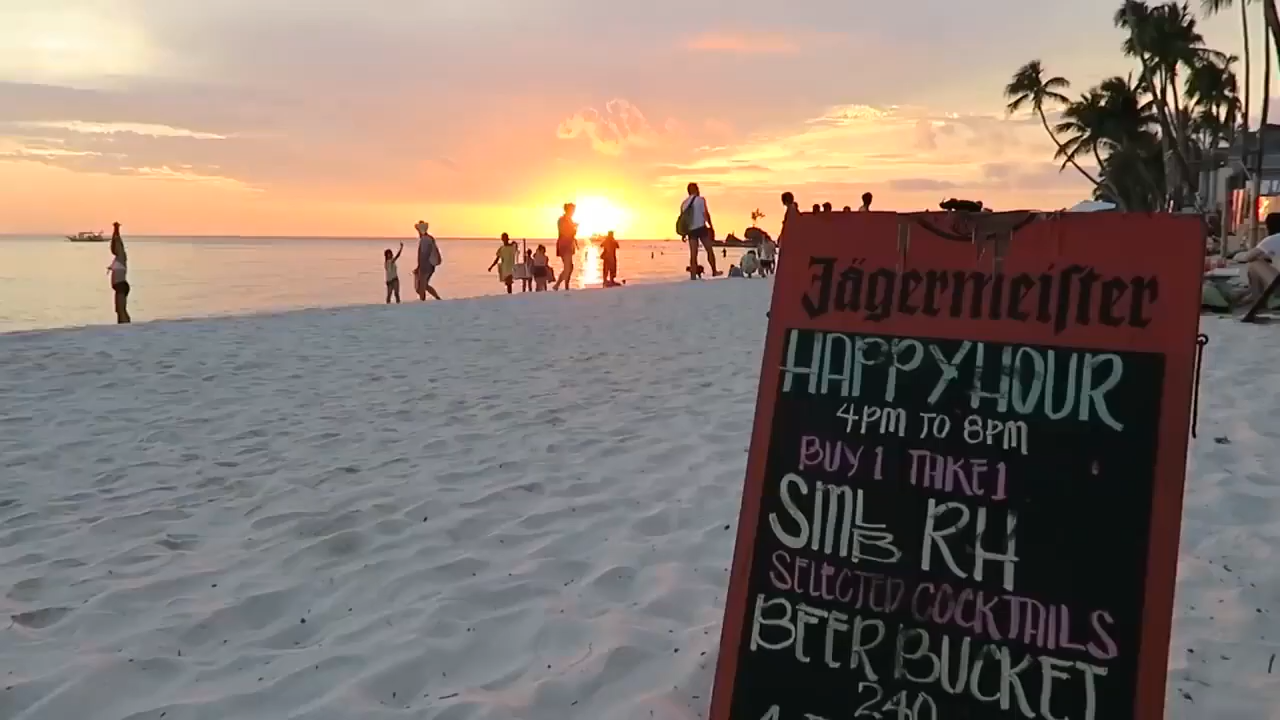 Jägermeister
HAPPY HOUR
4PM TO 8PM
BUY 1 TAKE 1
SML RH
B
SELECTED COCKTAILS
BEER BUCKET
240